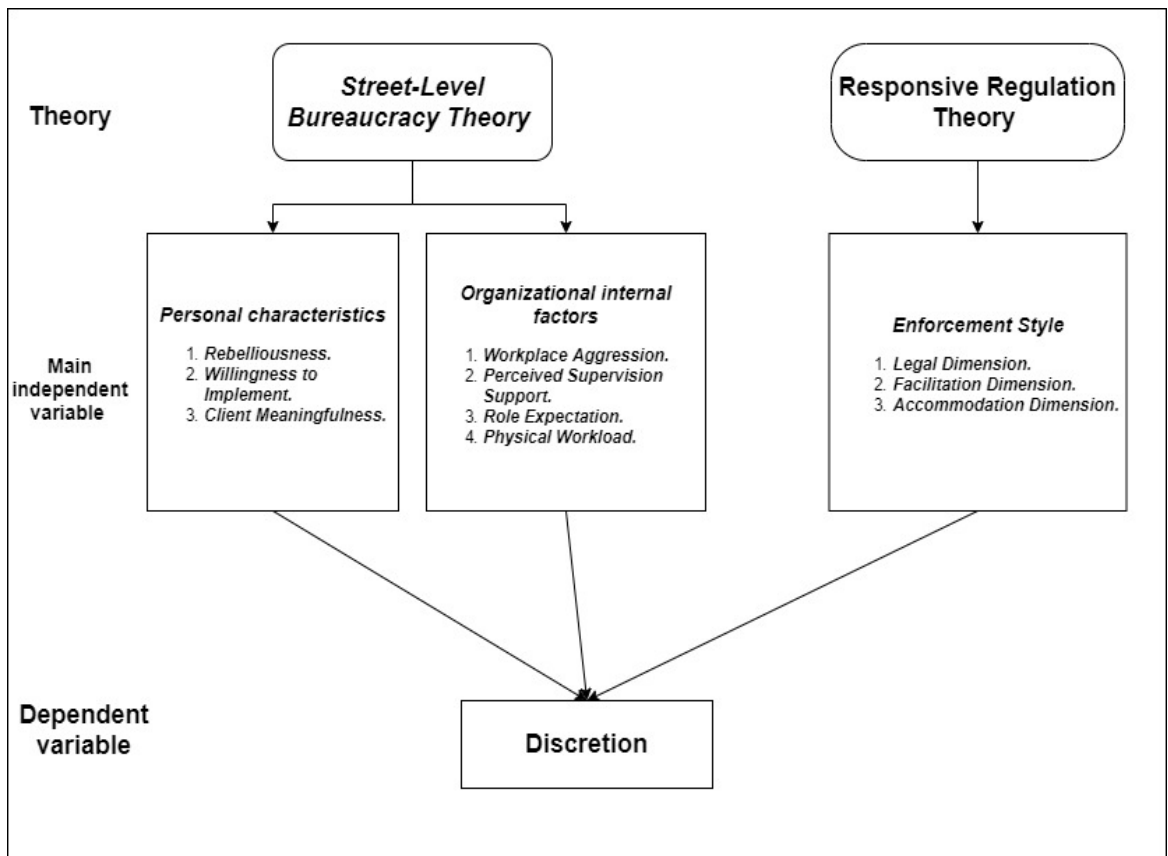 Theory
Street-Level
Bureaucracy Theory
Responsive Regulation
Theory
Main
independent
variable
Personal characteristics
1. Rebelliousness.
2. Willingness to
Implement.
3. Client Meaningfulness.
Organizational internal
factors
1. Workplace Aggression.
2. Perceived Supervision
Support.
3. Role Expectation.
4. Physical Workload.
Enforcement Style
1. Legal Dimension.
2. Facilitation Dimension.
3. Accommodation Dimension.
Dependent
variable
Discretion